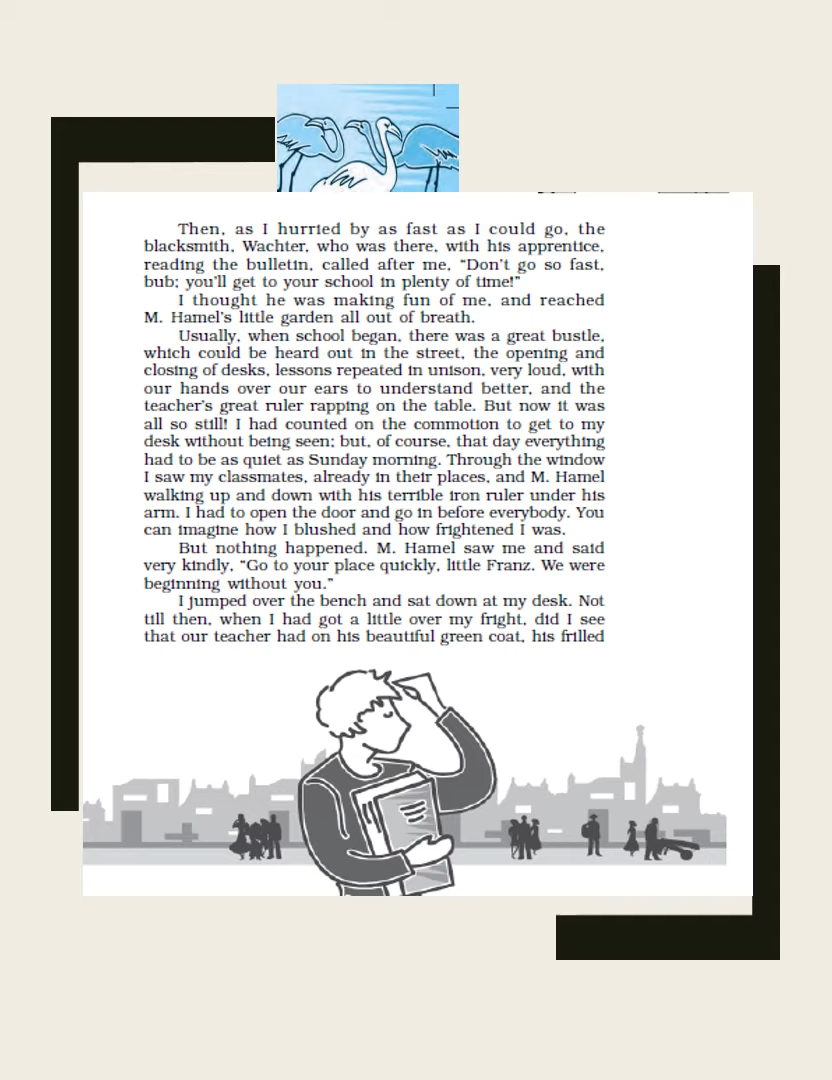 Then, as I hurried by as fast as I could go, the
blacksmith, Wachter, who was there, with his apprentice,
reading the bulletin, called after me, “Don't go so fast,
bub; you'll get to your school in plenty of time!”
I thought he was making fun of me, and reached
M. Hamel's little garden all out of breath.
Usually, when school began, there was a great bustle,
which could be heard out in the street, the opening and
closing of desks, lessons repeated in unison, very loud, with
our hands over our ears to understand better, and the
teacher's great ruler rapping on the table. But now it was
all so still! I had counted on the commotion to get to my
desk without being seen; but, of course, that day everything
had to be as quiet as Sunday morning. Through the window
I saw my classmates, already in their places, and M. Hamel
walking up and down with his terrible iron ruler under his
arm. I had to open the door and go in before everybody. You
can imagine how I blushed and how frightened I was.
But nothing happened. M. Hamel saw me and said
very kindly, “Go to your place quickly, little Franz. We were
beginning without you.”
I jumped over the bench and sat down at my desk. Not
till then, when I had got a little over my fright, did I see
that our teacher had on his beautiful green coat, his frilled